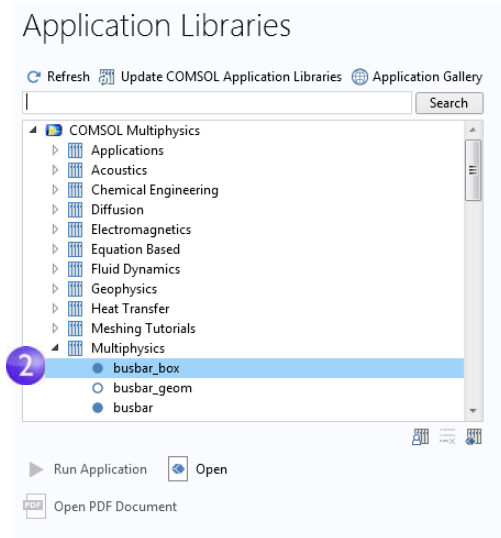 Application Libraries
Refresh Update COMSOL Application Libraries Application Gallery
Search
COMSOL Multiphysics
Applications
Acoustics
Chemical Engineering
Diffusion
Electromagnetics
Equation Based
Fluid Dynamics
Geophysics
Heat Transfer
Meshing Tutorials
Multiphysics
2 busbar_box
busbar_geom
busbar
Run Application Open
PDF Open PDF Document